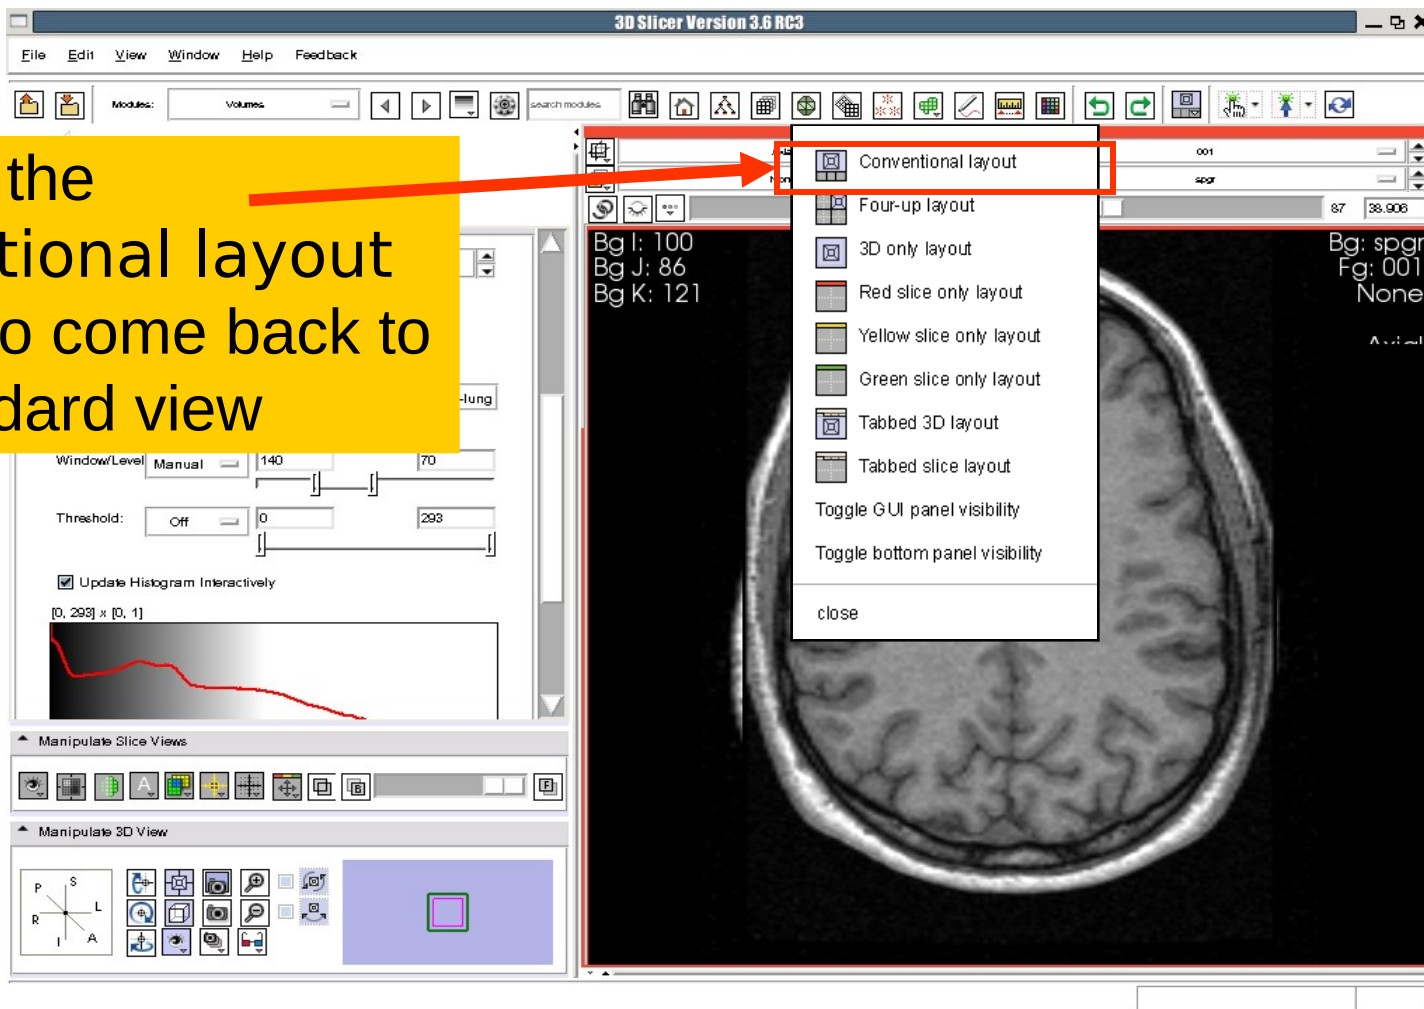 3D Slicer Version 3.6 RC3
File Edit View Window Help Feedback
Modules: Volumes search modules
the
tional layout
o come back to
dard view
001
spgr
87 38.906
Conventional layout
Four-up layout
3D only layout
Red slice only layout
Yellow slice only layout
Green slice only layout
Tabbed 3D layout
Tabbed slice layout
Toggle GUI panel visibility
Toggle bottom panel visibility
close
Bg I: 100
Bg J: 86
Bg K: 121
Bg: spgr
Fg: 001
None
Axial
-lung
Window/Level Manual 140 70
Threshold: Off 0 293
Update Histogram Interactively
[0, 293] x [0, 1]
Manipulate Slice Views
A B F
Manipulate 3D View
P S
R L
I A